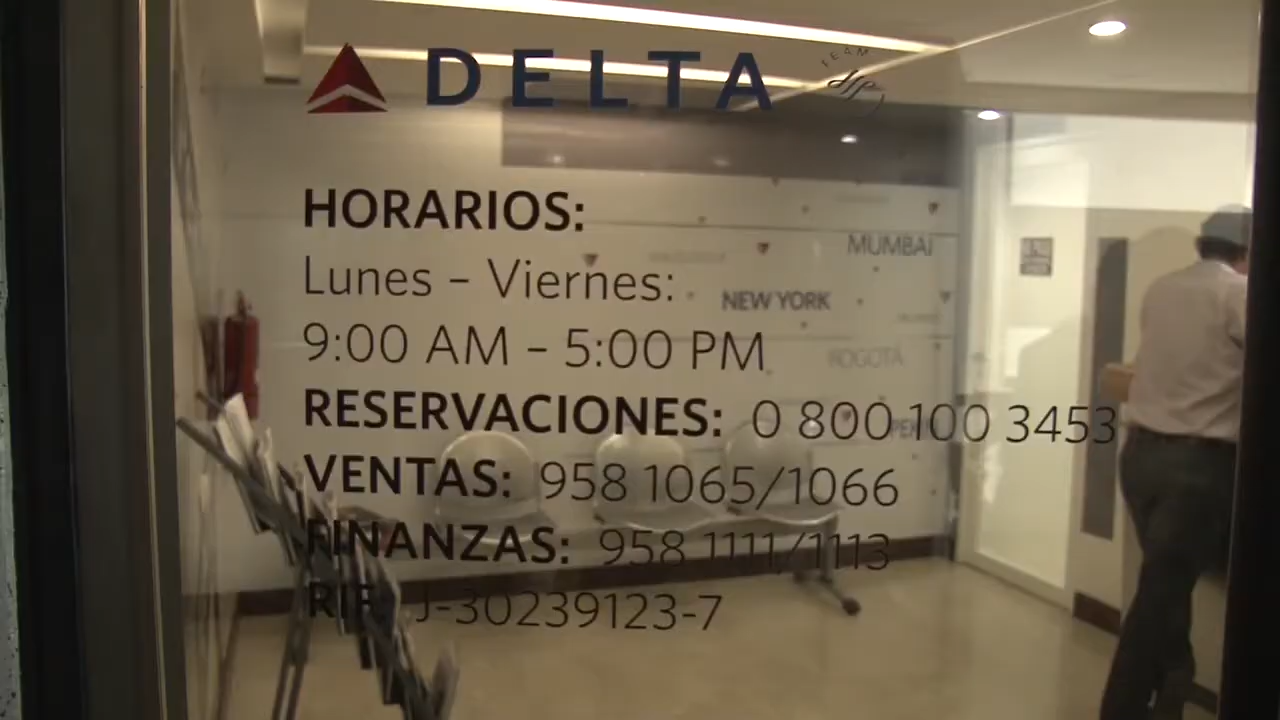 DELTA
HORARIOS:
Lunes – Viernes:
9:00 AM – 5:00 PM
RESERVACIONES: 0 800 100 3453
VENTAS: 958 1065/1066
FINANZAS: 958 1111/1113
RIF: J-30239123-7
MUMBAI
NEW YORK
BOGOTÁ